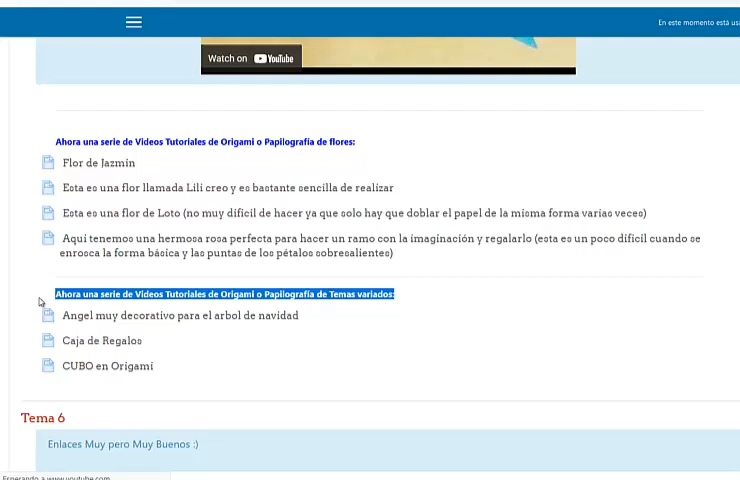 En este momento está usa
Watch on YouTube
Ahora una serie de Videos Tutoriales de Origami o Papilografía de flores:
Flor de Jazmín
Esta es una flor llamada Lili creo y es bastante sencilla de realizar
Esta es una flor de Loto (no muy difícil de hacer ya que solo hay que doblar el papel de la misma forma varias veces)
Aquí tenemos una hermosa rosa perfecta para hacer un ramo con la imaginación y regalarlo (esta es un poco difícil cuando se
enrosca la forma básica y las puntas de los pétalos sobresalientes)
Ahora una serie de Videos Tutoriales de Origami o Papilografía de Temas variados:
Angel muy decorativo para el arbol de navidad
Caja de Regalos
CUBO en Origami
Tema 6
Enlaces Muy pero Muy Buenos :)
Esperando a www.youtube.com